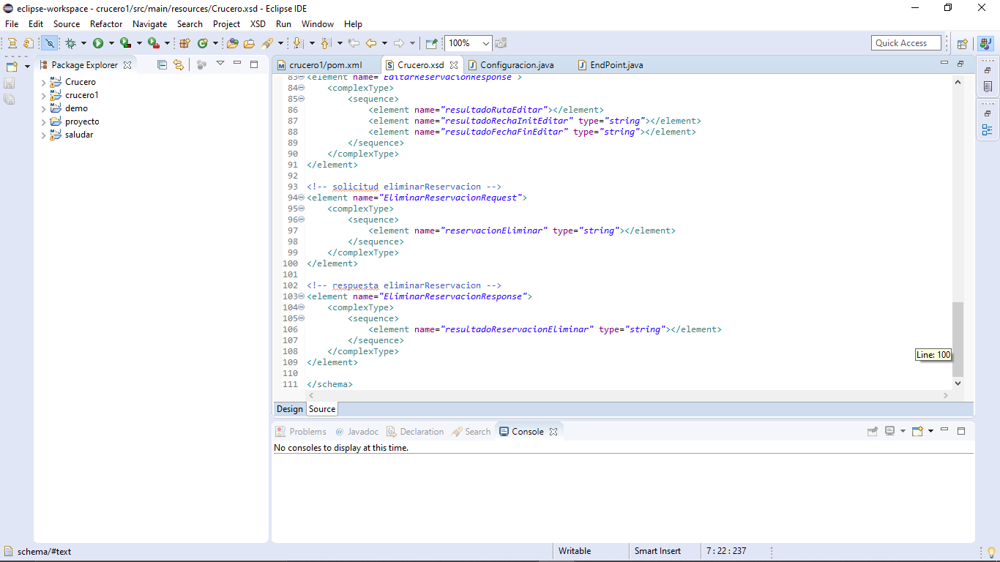 eclipse-workspace - crucero1/src/main/resources/Crucero.xsd - Eclipse IDE
File Edit Source Refactor Navigate Search Project XSD Run Window Help
100%
Quick Access
Package Explorer
Crucero
crucero1
demo
proyecto
saludar
crucero1/pom.xml Crucero.xsd Configuracion.java EndPoint.java
83 <element name="EditarReservacionResponse">
84 <complexType>
85 <sequence>
86 <element name="resultadoRutaEditar"></element>
87 <element name="resultadoRechaInitEditar" type="string"></element>
88 <element name="resultadoFechaFinEditar" type="string"></element>
89 </sequence>
90 </complexType>
91 </element>
92
93 <!-- solicitud eliminarReservacion -->
94 <element name="EliminarReservacionRequest">
95 <complexType>
96 <sequence>
97 <element name="reservacionEliminar" type="string"></element>
98 </sequence>
99 </complexType>
100 </element>
101
102 <!-- respuesta eliminarReservacion -->
103 <element name="EliminarReservacionResponse">
104 <complexType>
105 <sequence>
106 <element name="resultadoReservacionEliminar" type="string"></element>
107 </sequence>
108 </complexType>
109 </element>
110
111 </schema>
Line: 100
Design Source
Problems @ Javadoc Declaration Search Console
No consoles to display at this time.
schema/#text
Writable
Smart Insert
7 : 22 : 237